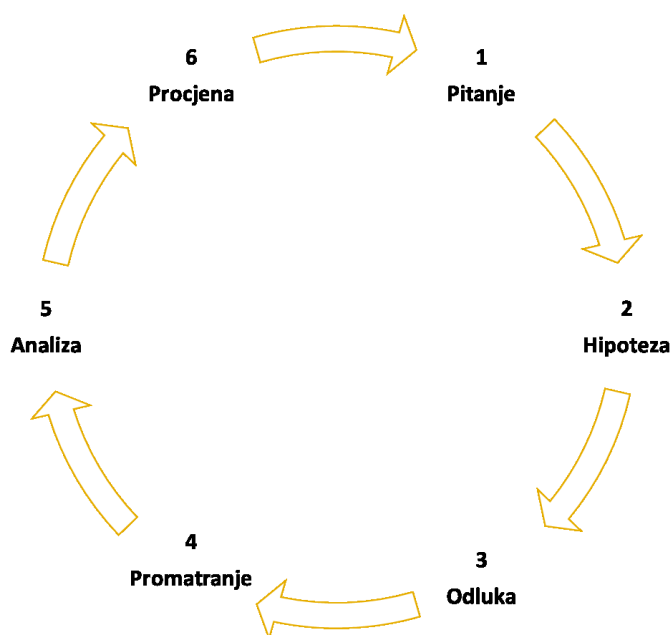 1
Pitanje
2
Hipoteza
3
Odluka
4
Promatranje
5
Analiza
6
Procjena